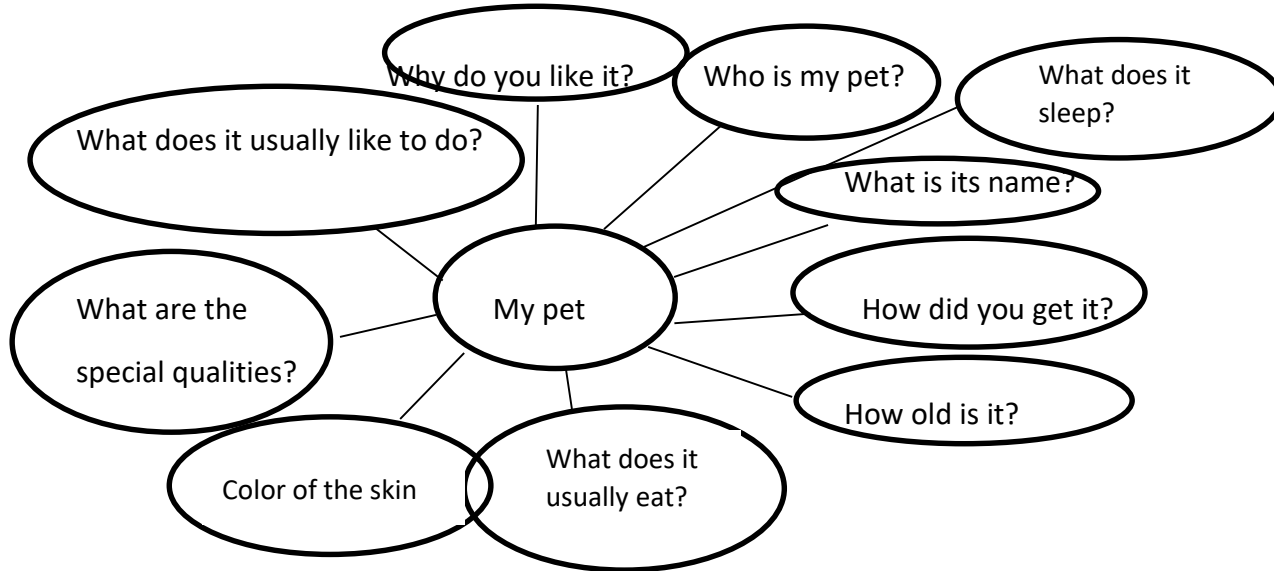 Why do you like it?
Who is my pet?
What does it
sleep?
What does it usually like to do?
What is its name?
What are the
special qualities?
My pet
How did you get it?
How old is it?
What does it
usually eat?
Color of the skin